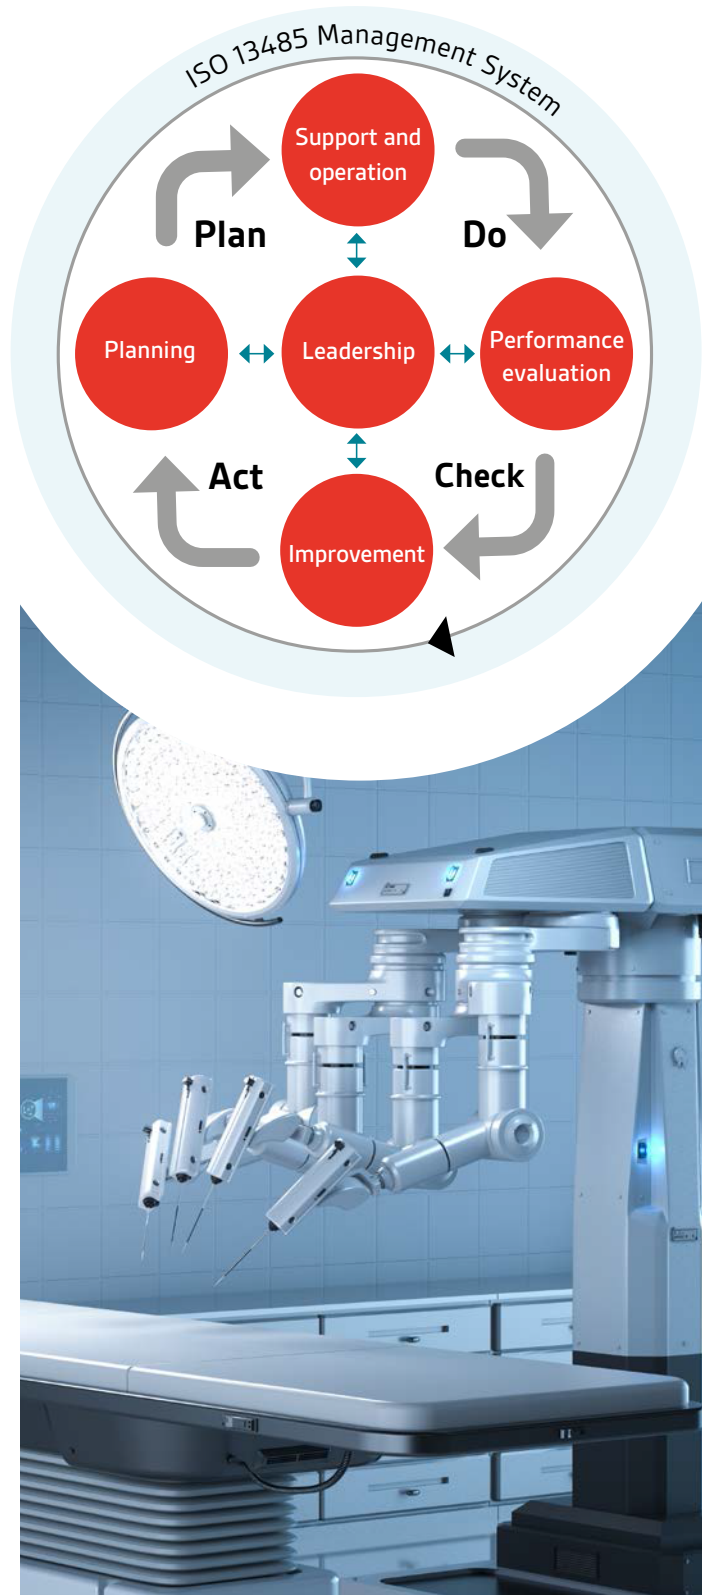 ISO 13485 Management System
Support and
operation
Plan
Do
Planning
Leadership
Performance
evaluation
Act
Check
Improvement